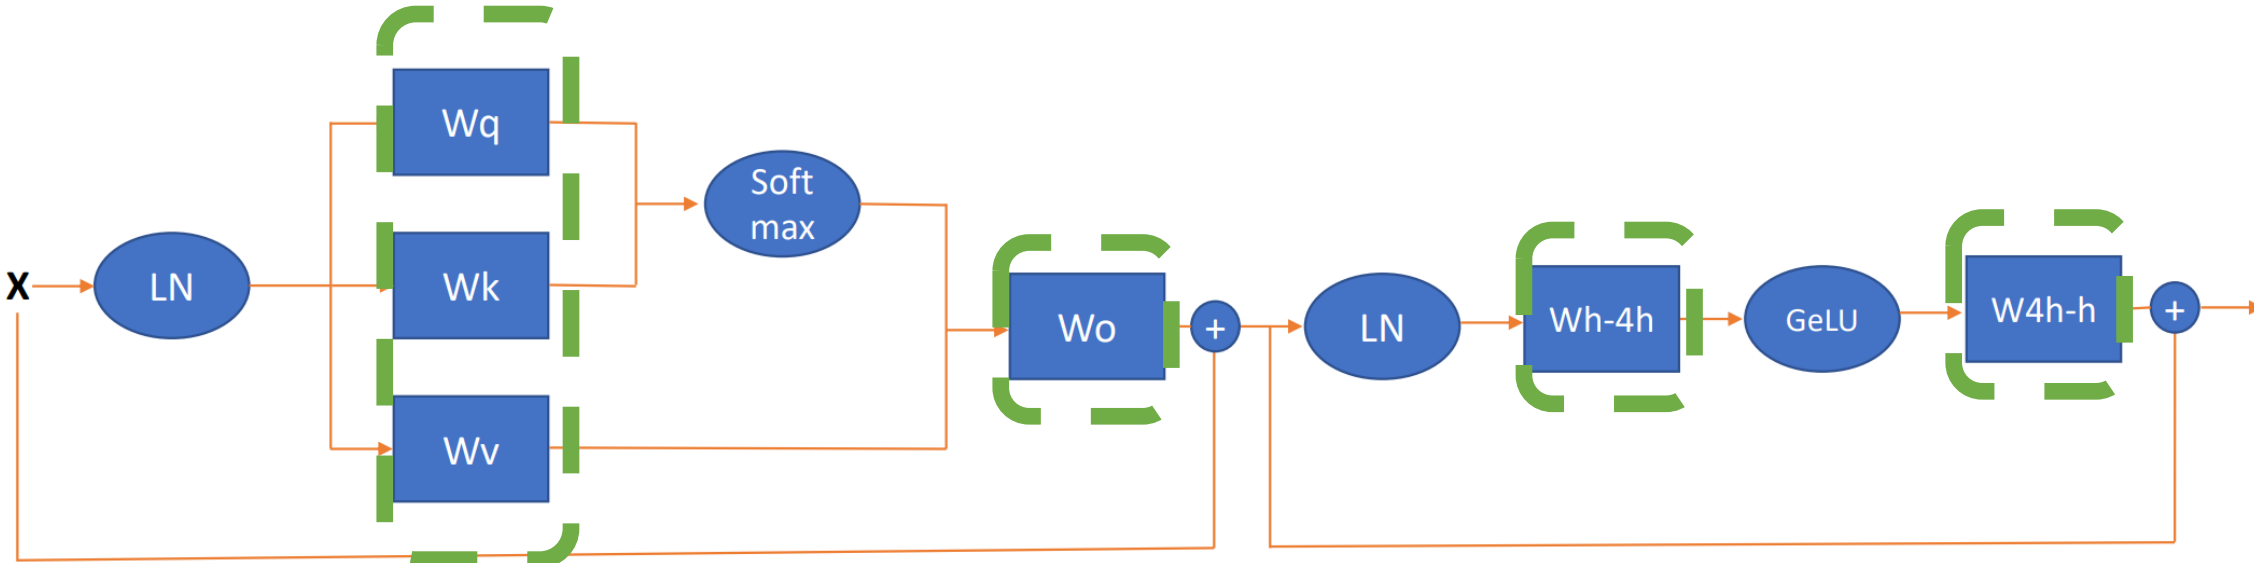 X
LN
Wq
Wk
Wv
Soft
max
Wo
+
LN
Wh-4h
GeLU
W4h-h
+